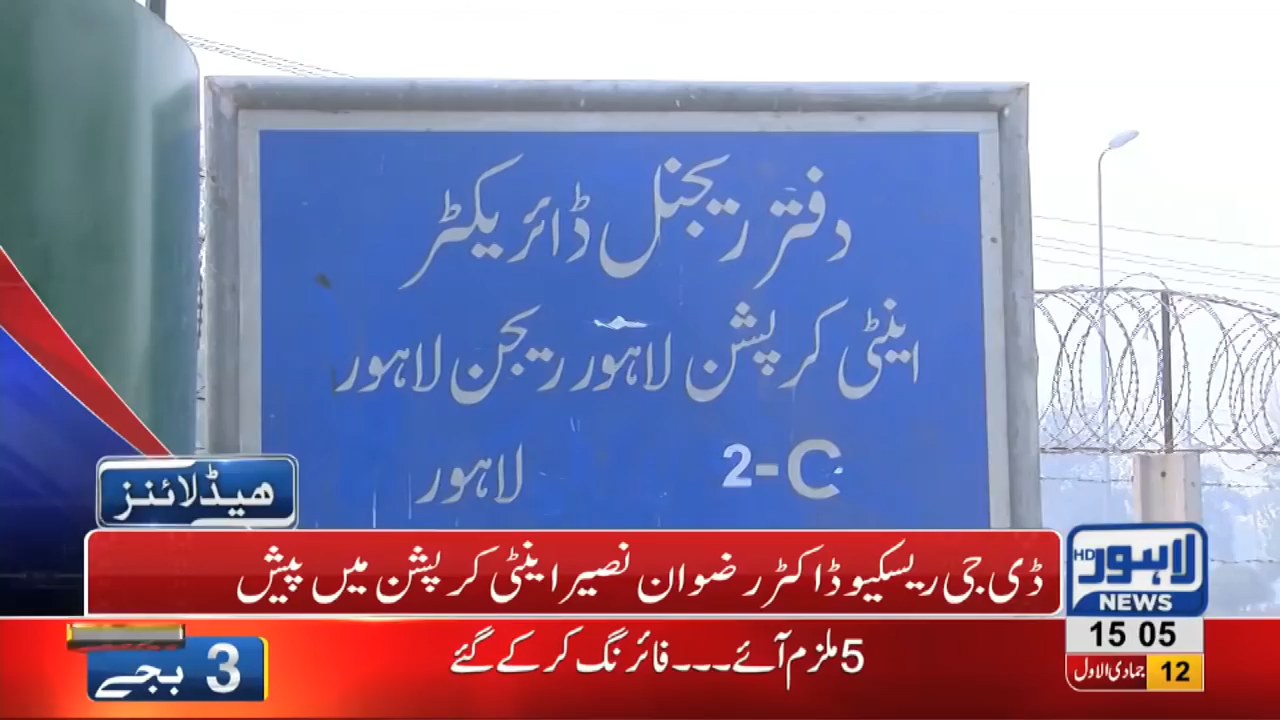 دفتر ریجنل ڈائریکٹر
اینٹی کرپشن لاہور ریجن لاہور
2-C لاہور
ھیڈلائنز
ڈی جی ریسکیو ڈاکٹر رضوان نصیر اینٹی کرپشن میں پیش
لاہور HD
NEWS
5 ملزم آئے۔۔۔فائرنگ کر کے گئے
3 بجے
15 05
12 جمادی الاول